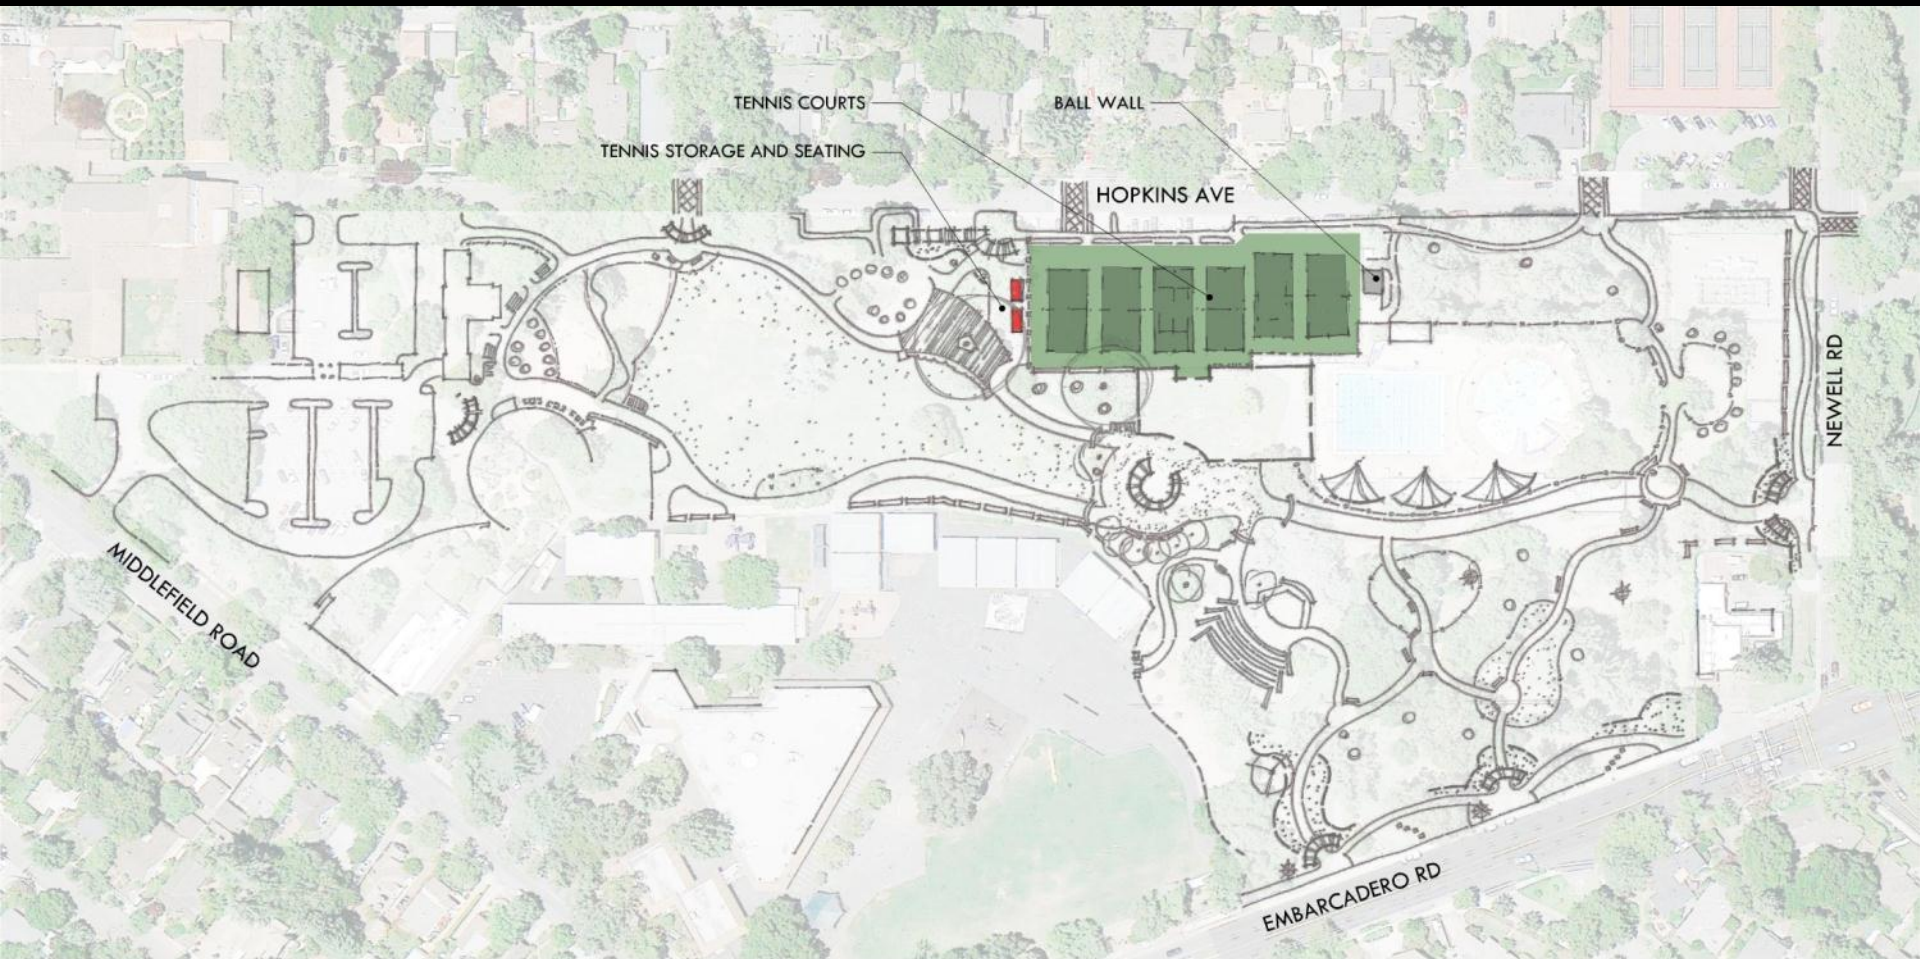 TENNIS COURTS
BALL WALL
TENNIS STORAGE AND SEATING
HOPKINS AVE
NEWELL RD
MIDDLEFIELD ROAD
EMBARCADERO RD